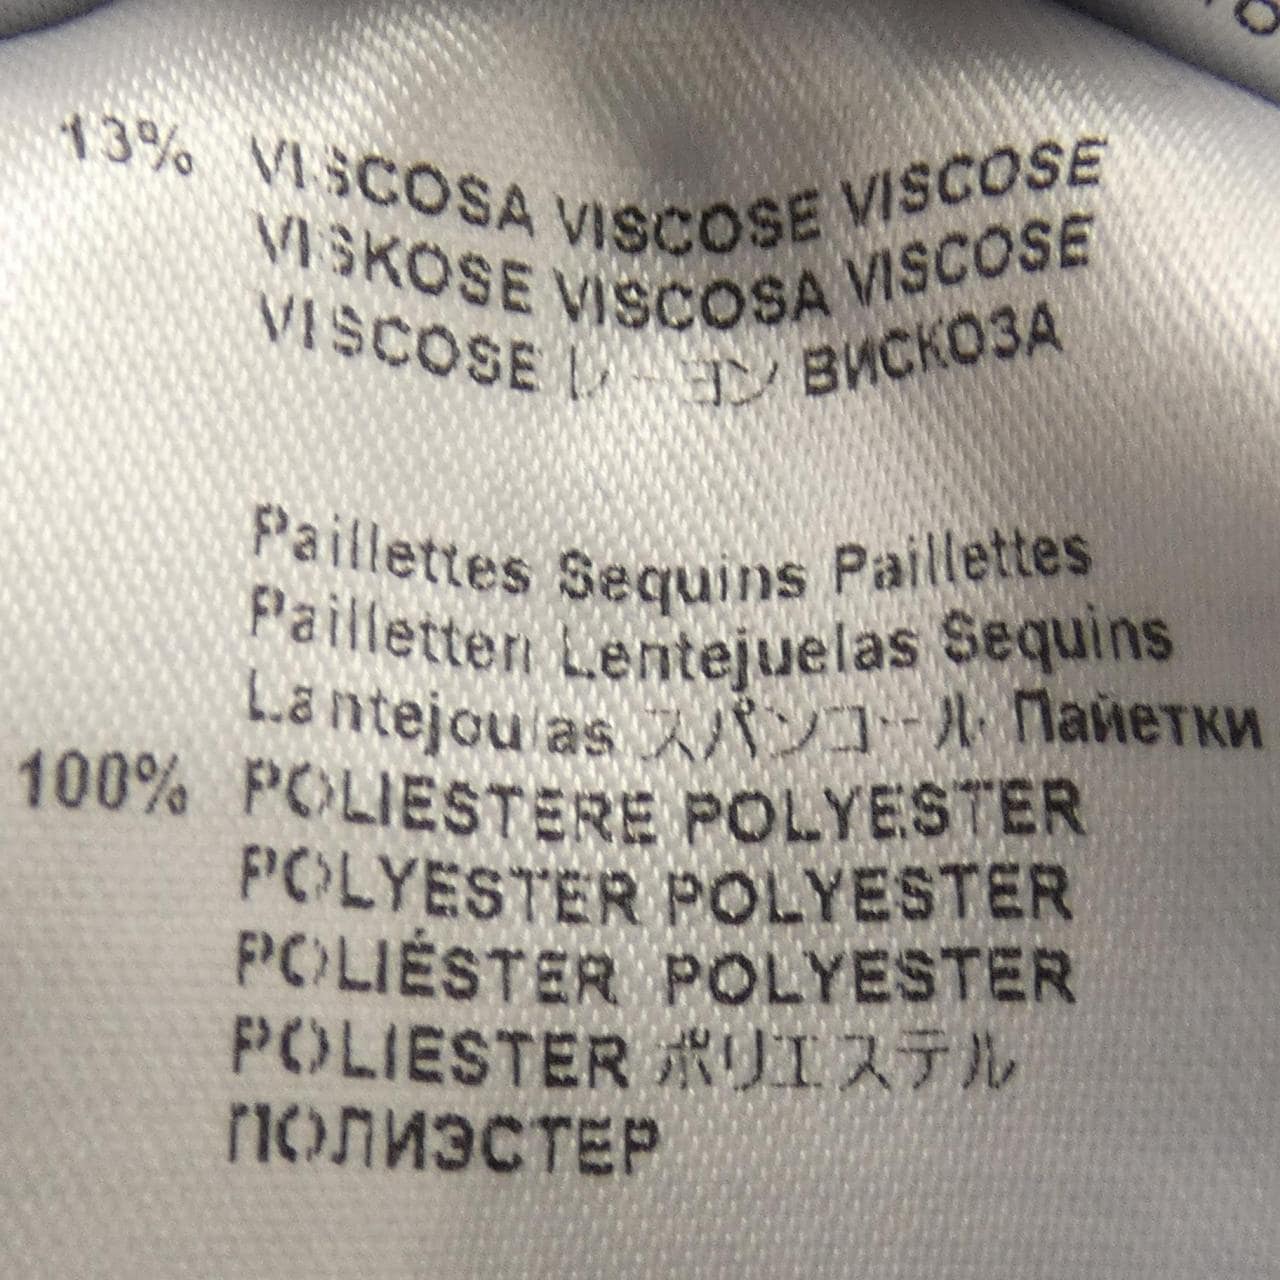 13% VISCOSA VISCOSE VISCOSE
VISKOSE VISCOSA VISCOSE
VISCOSE レーヨン ВИСКОЗА
Paillettes Sequins Paillettes
Pailletten Lentejuelas Sequins
Lantejoulas スパンコール Пайетки
100% POLIESTERE POLYESTER
POLYESTER POLYESTER
POLIÉSTER POLYESTER
POLIESTER ポリエステル
ПОЛИЭСТЕР